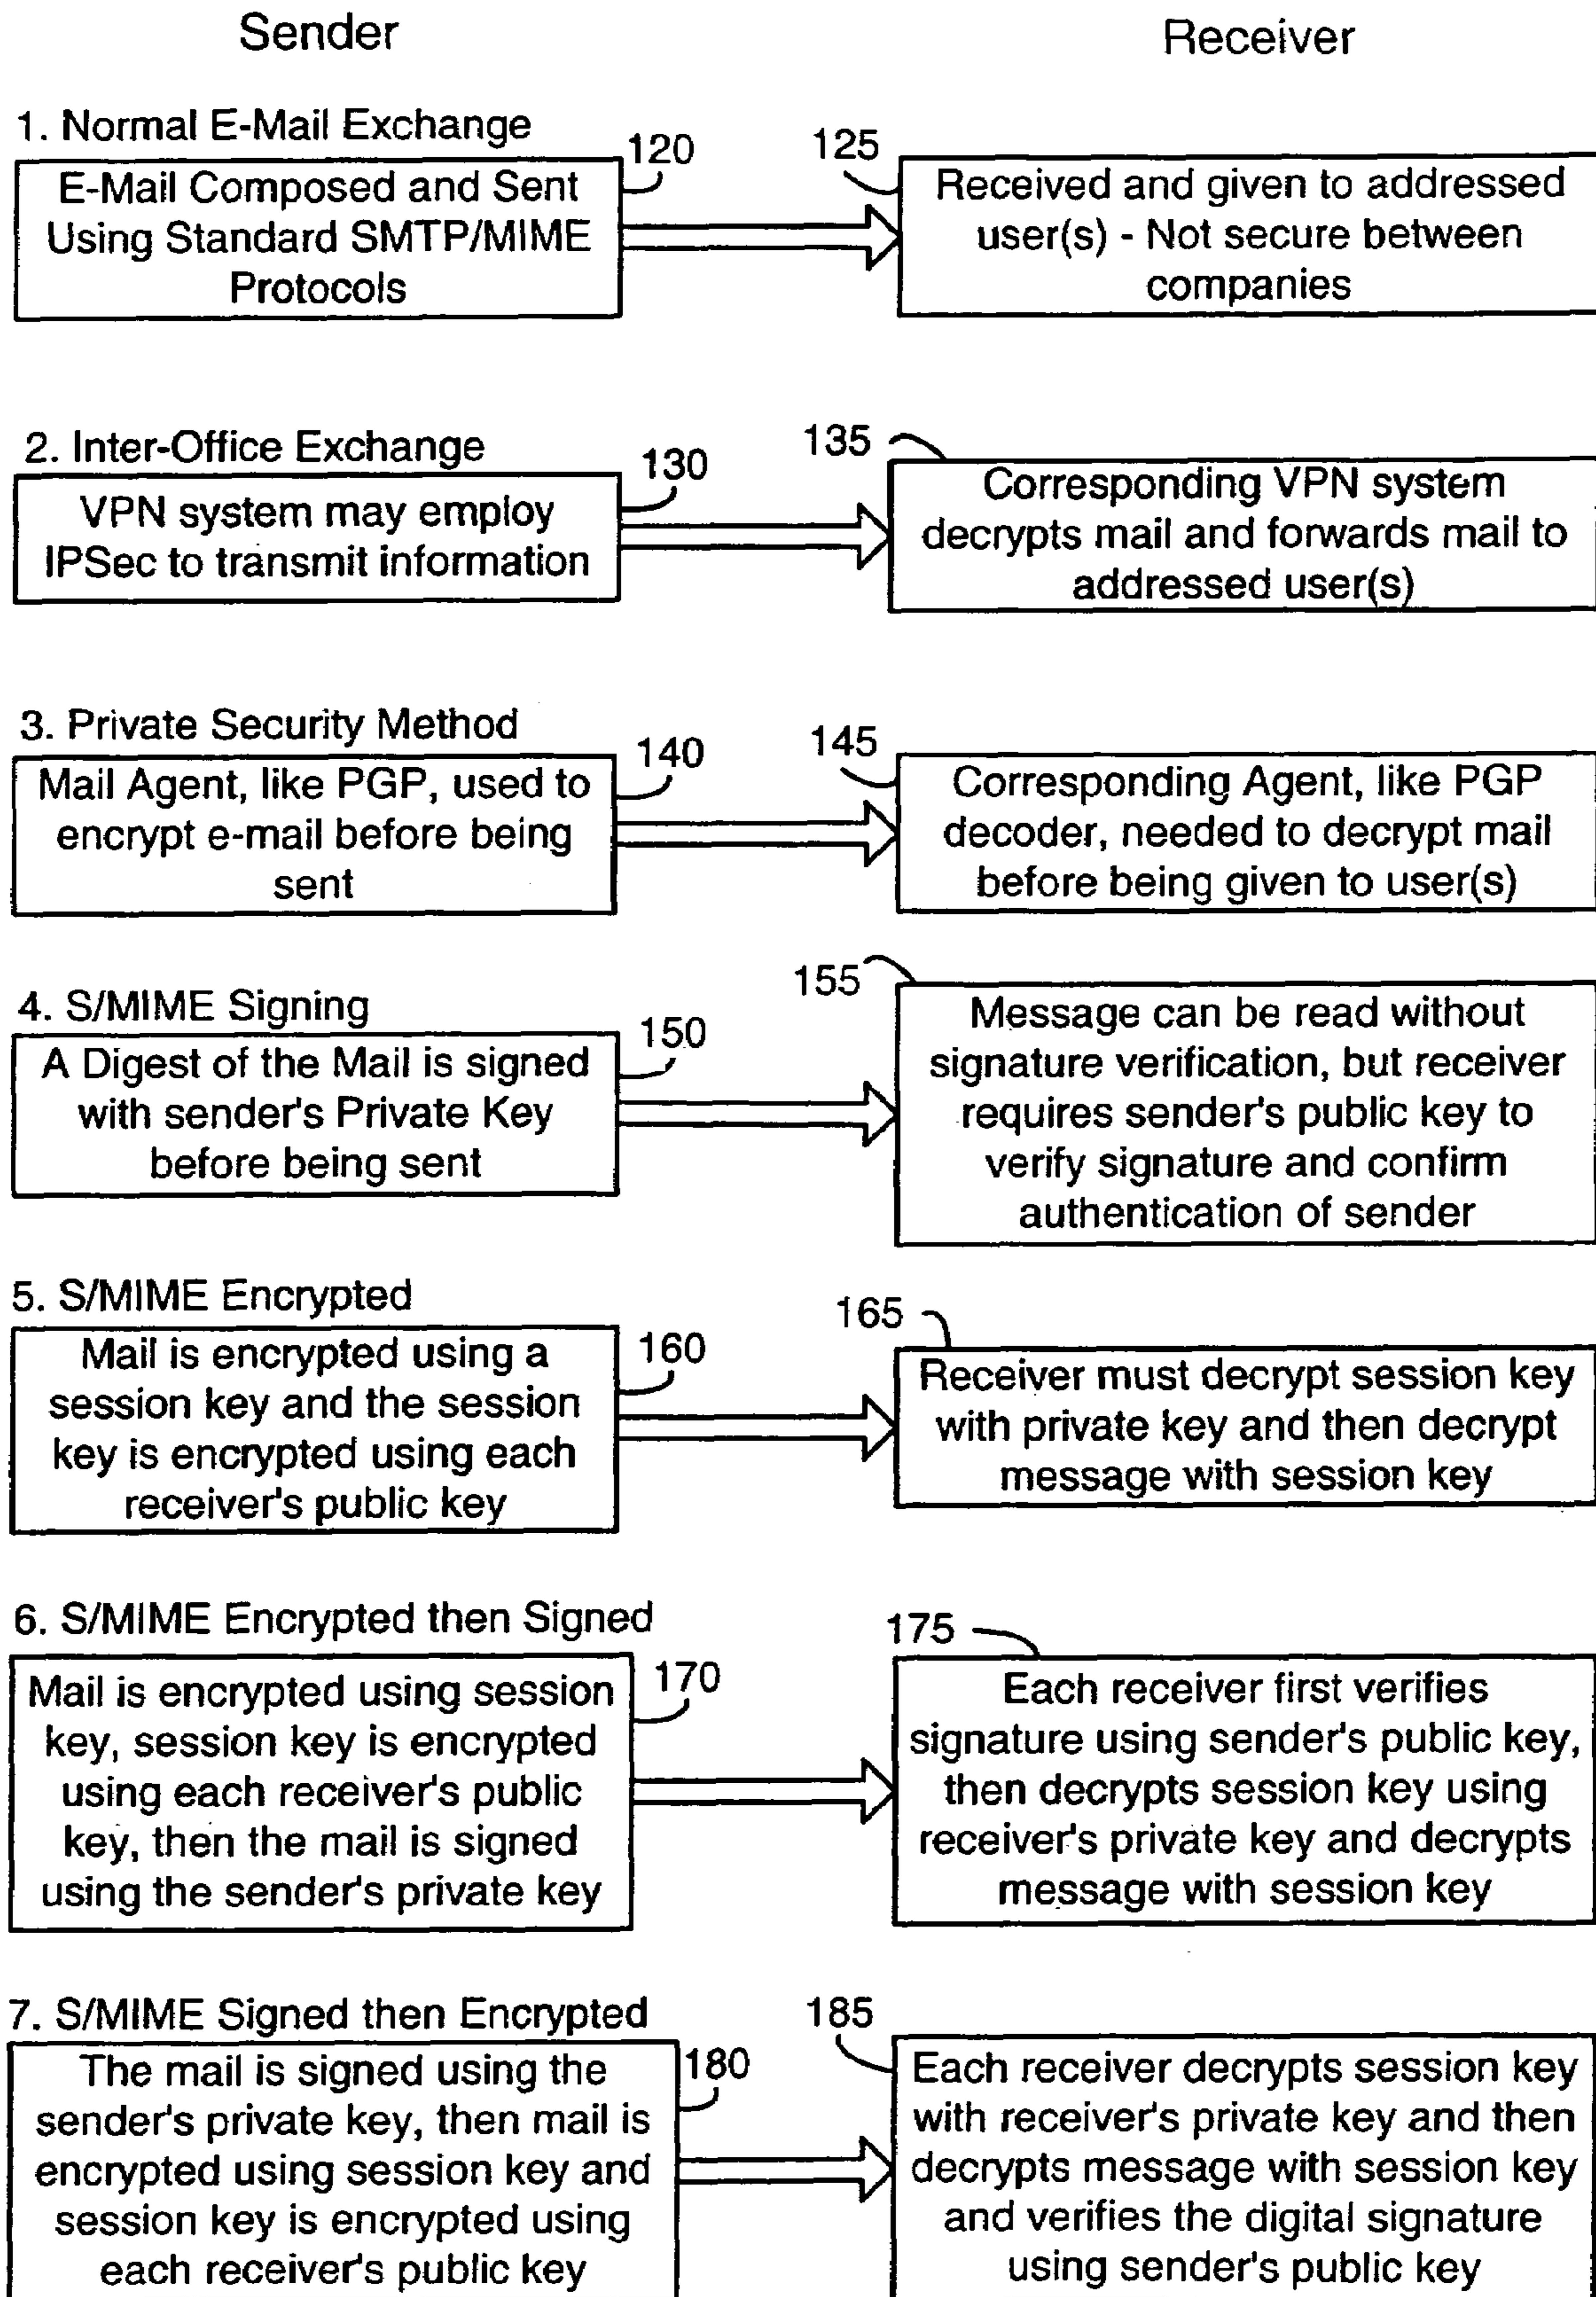 Sender
Receiver
1. Normal E-Mail Exchange
120
E-Mail Composed and Sent
Using Standard SMTP/MIME
Protocols
125
Received and given to addressed
user(s) - Not secure between
companies
2. Inter-Office Exchange
130
VPN system may employ
IPSec to transmit information
135
Corresponding VPN system
decrypts mail and forwards mail to
addressed user(s)
3. Private Security Method
140
Mail Agent, like PGP, used to
encrypt e-mail before being
sent
145
Corresponding Agent, like PGP
decoder, needed to decrypt mail
before being given to user(s)
4. S/MIME Signing
150
A Digest of the Mail is signed
with sender's Private Key
before being sent
155
Message can be read without
signature verification, but receiver
requires sender's public key to
verify signature and confirm
authentication of sender
5. S/MIME Encrypted
160
Mail is encrypted using a
session key and the session
key is encrypted using each
receiver's public key
165
Receiver must decrypt session key
with private key and then decrypt
message with session key
6. S/MIME Encrypted then Signed
170
Mail is encrypted using session
key, session key is encrypted
using each receiver's public
key, then the mail is signed
using the sender's private key
175
Each receiver first verifies
signature using sender's public key,
then decrypts session key using
receiver's private key and decrypts
message with session key
7. S/MIME Signed then Encrypted
180
The mail is signed using the
sender's private key, then mail is
encrypted using session key and
session key is encrypted using
each receiver's public key
185
Each receiver decrypts session key
with receiver's private key and then
decrypts message with session key
and verifies the digital signature
using sender's public key